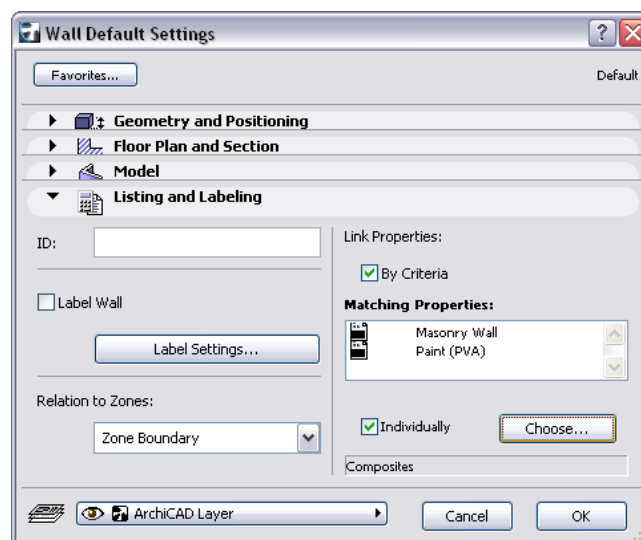 Wall Default Settings
Favorites...
Default
Geometry and Positioning
Floor Plan and Section
Model
Listing and Labeling
ID:
Label Wall
Label Settings...
Relation to Zones:
Zone Boundary
Link Properties:
By Criteria
Matching Properties:
Masonry Wall
Paint (PVA)
Individually
Choose...
Composites
ArchiCAD Layer
Cancel
OK